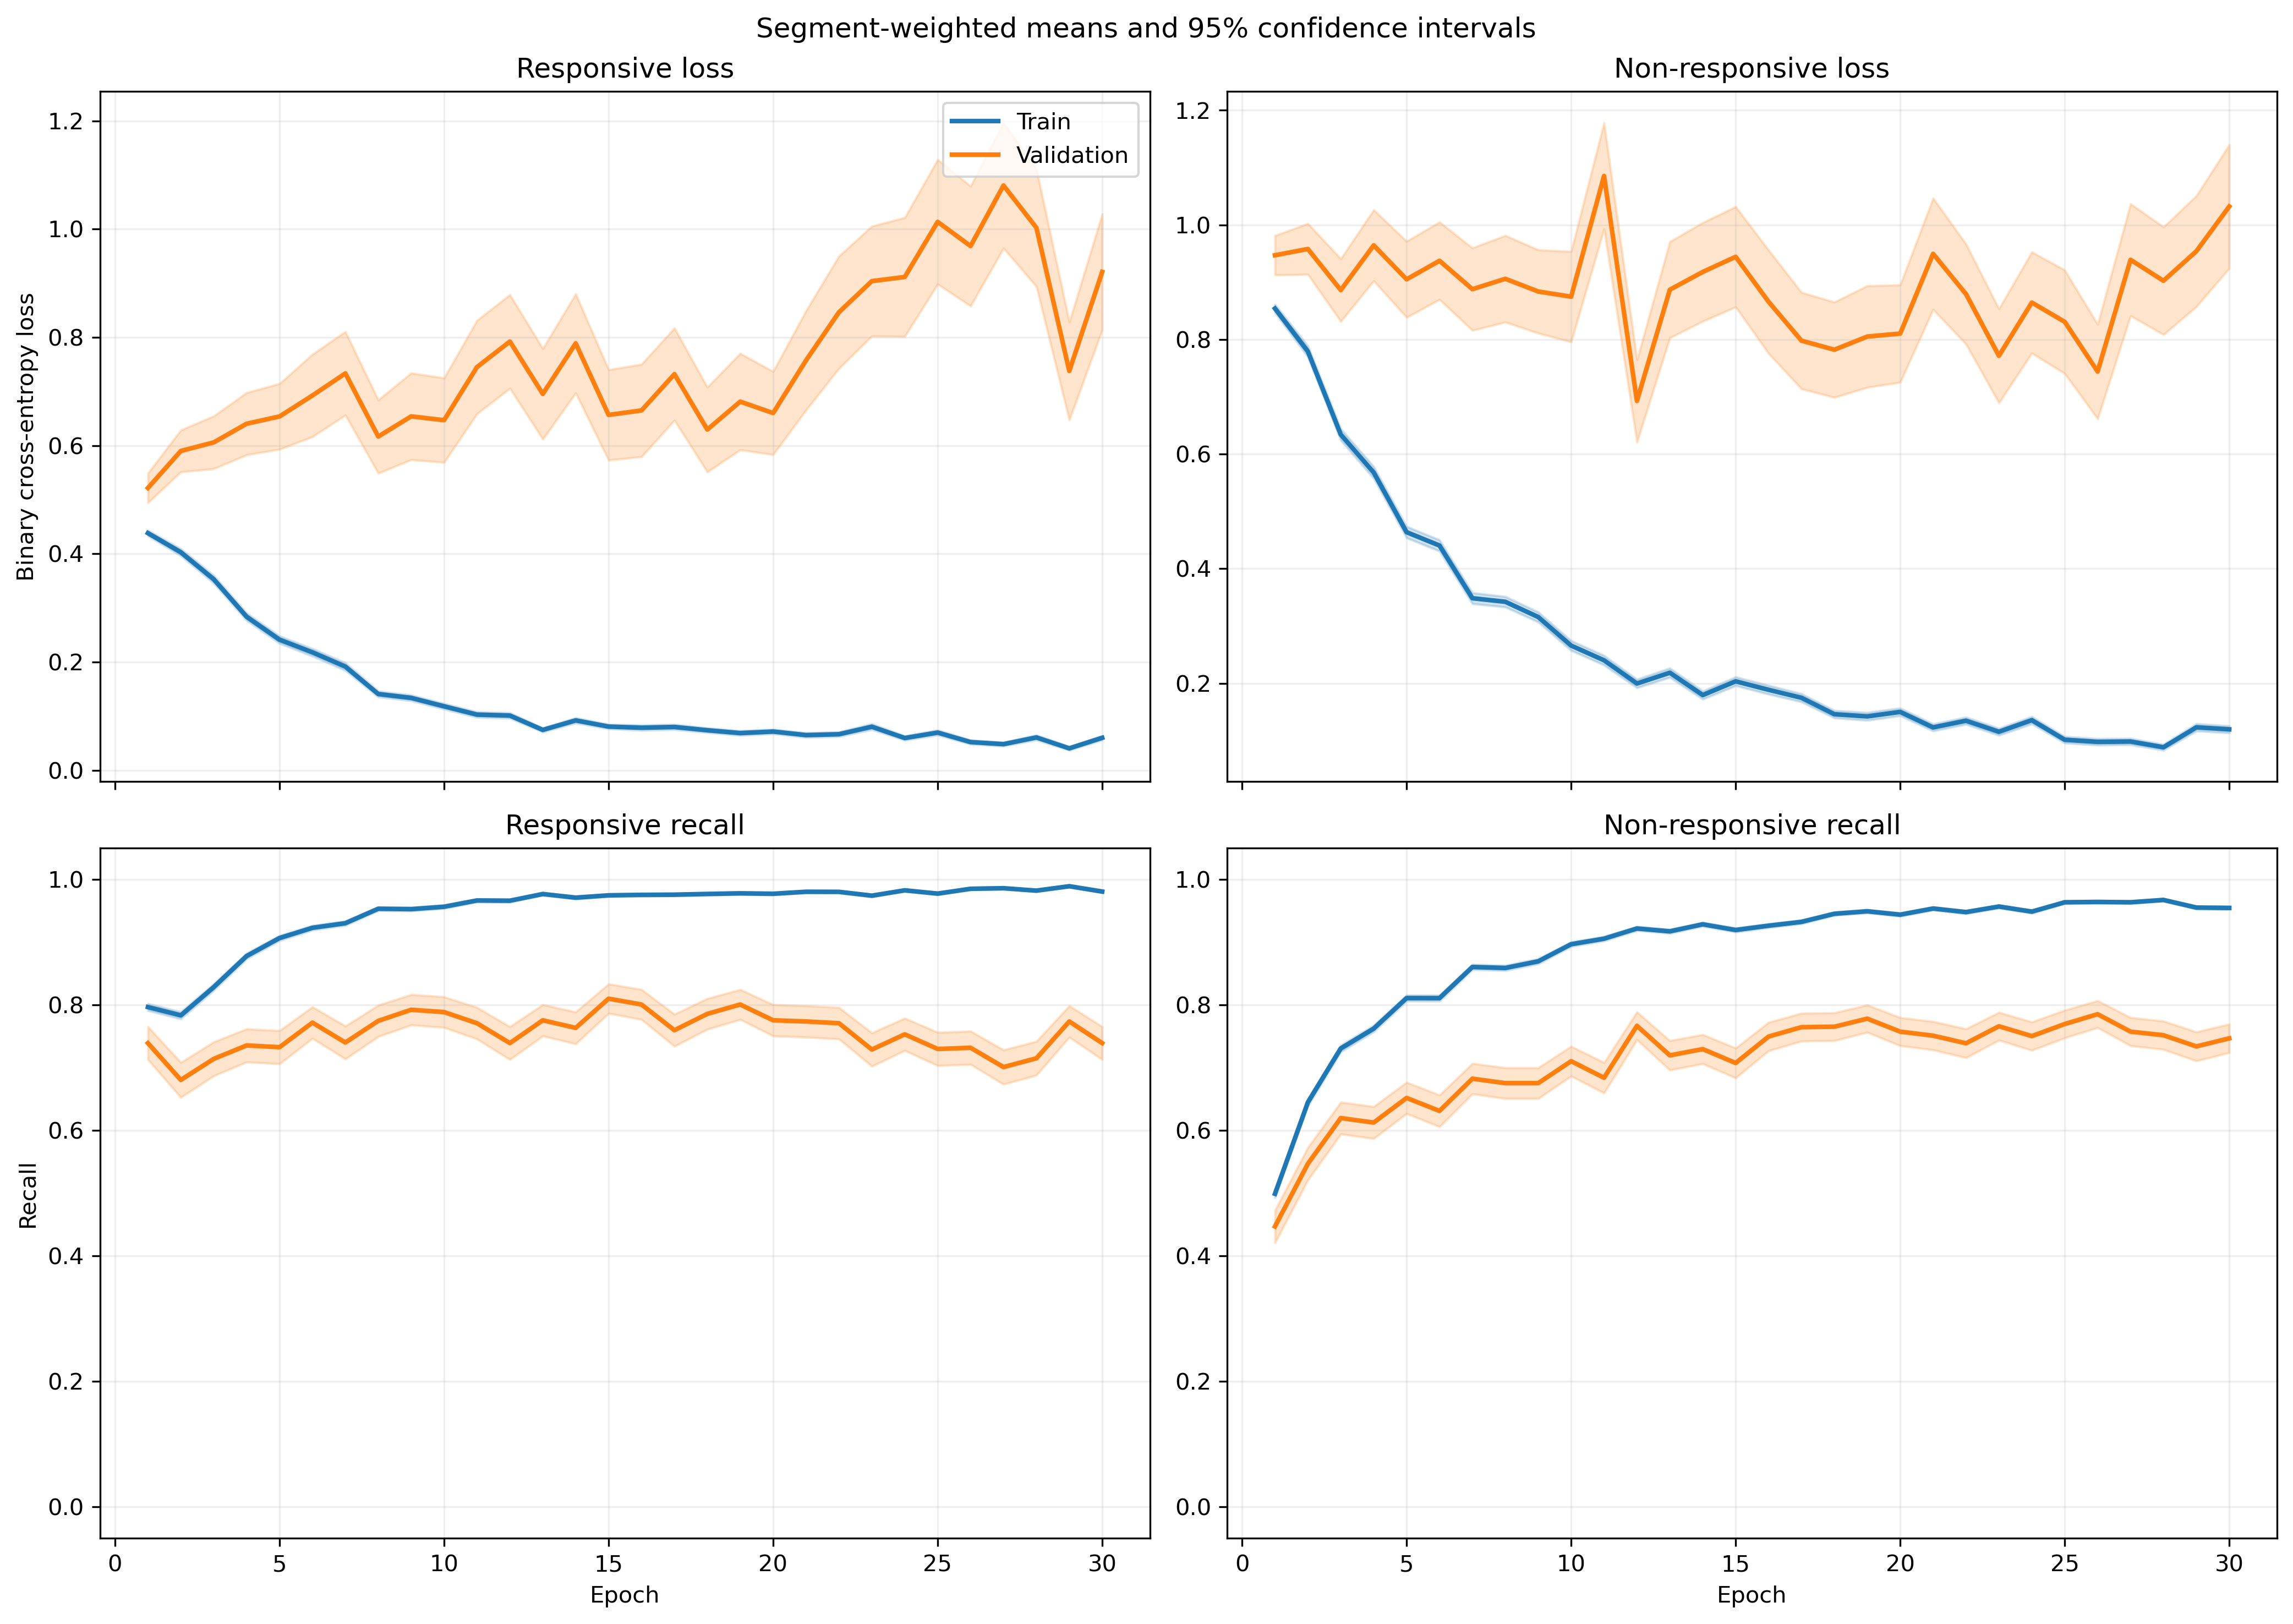 Segment-weighted means and 95% confidence intervals
Responsive loss
Non-responsive loss
Train
Validation
Binary cross-entropy loss
1.2
1.0
0.8
0.6
0.4
0.2
0.0
1.2
1.0
0.8
0.6
0.4
0.2
Responsive recall
Non-responsive recall
Recall
1.0
0.8
0.6
0.4
0.2
0.0
1.0
0.8
0.6
0.4
0.2
0.0
0 5 10 15 20 25 30
0 5 10 15 20 25 30
Epoch
Epoch